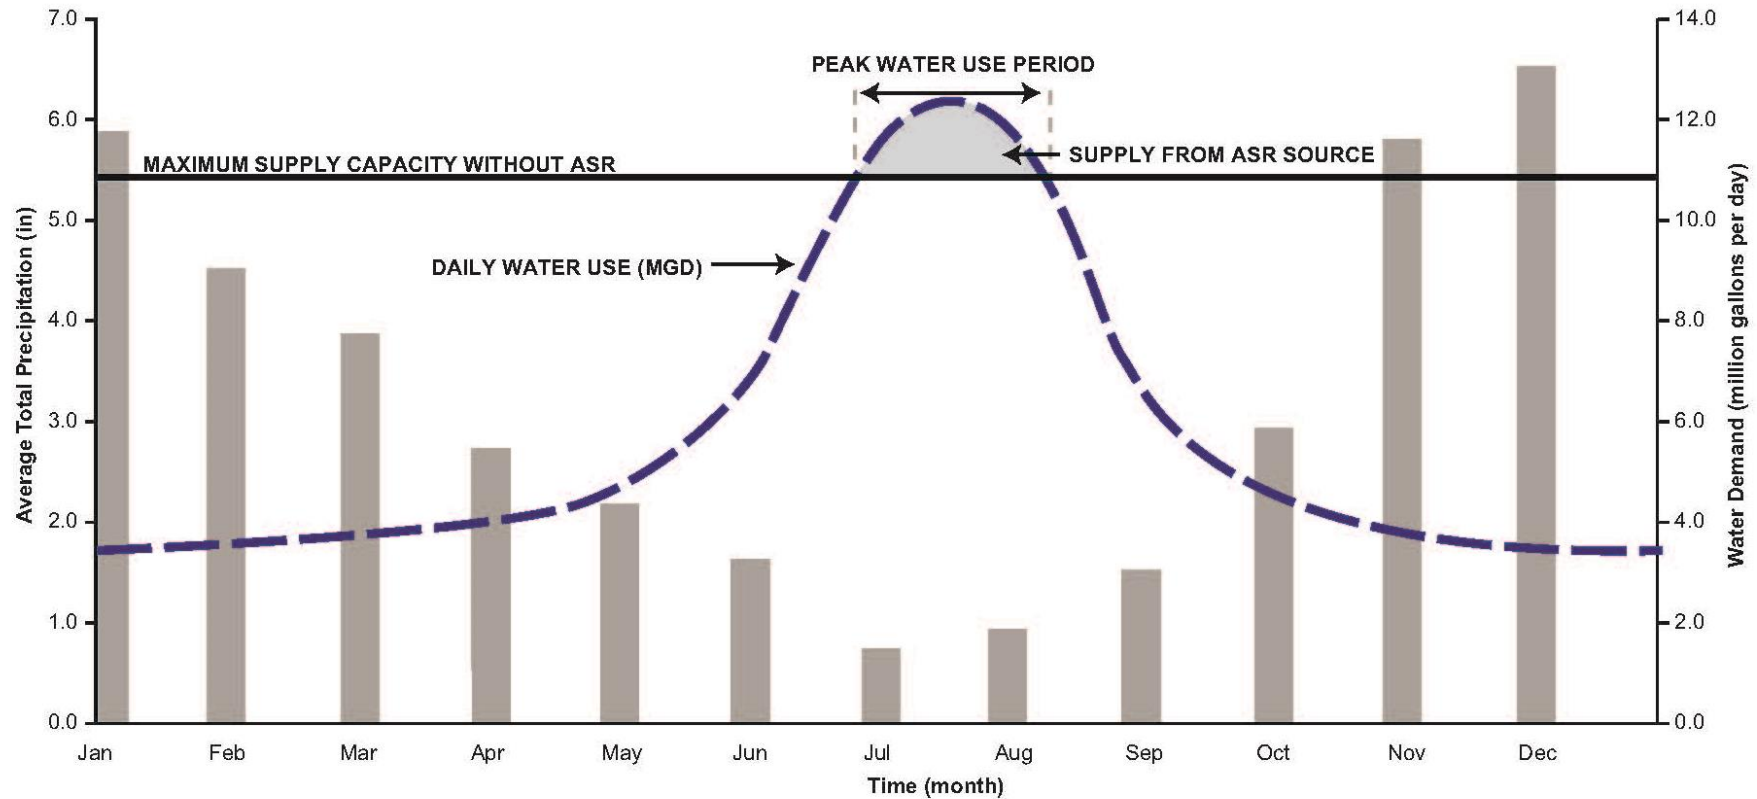 7.0
14.0
PEAK WATER USE PERIOD
6.0
12.0
MAXIMUM SUPPLY CAPACITY WITHOUT ASR
SUPPLY FROM ASR SOURCE
5.0
10.0
DAILY WATER USE (MGD)
4.0
8.0
3.0
6.0
2.0
4.0
1.0
2.0
0.0
0.0
Average Total Precipitation (in)
Water Demand (million gallons per day)
Jan Feb Mar Apr May Jun Jul Aug Sep Oct Nov Dec
Time (month)